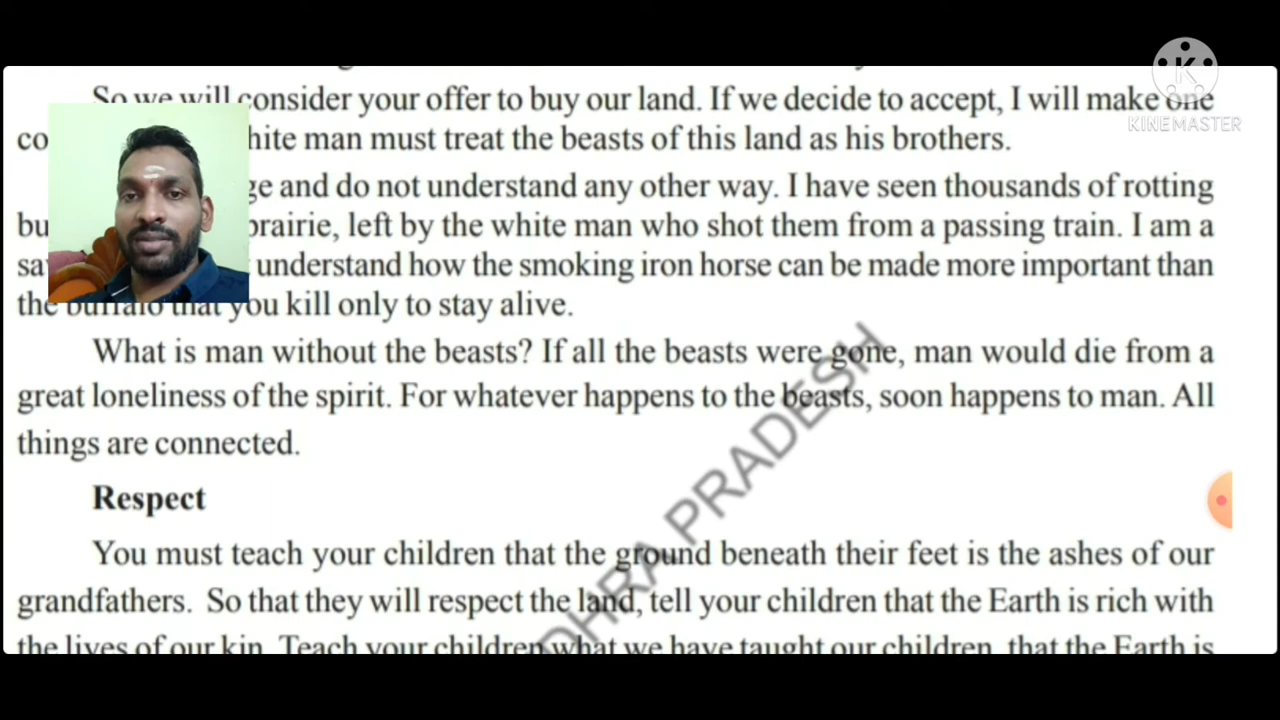 So we will consider your offer to buy our land. If we decide to accept, I will make one
KINEMASTER
man must treat the beasts of this land as his brothers.
and do not understand any other way. I have seen thousands of rotting
left by the white man who shot them from a passing train. I am a
understand how the smoking iron horse can be made more important than
the buffalo that you kill only to stay alive.
What is man without the beasts? If all the beasts were gone, man would die from a
great loneliness of the spirit. For whatever happens to the beasts, soon happens to man. All
things are connected.
Respect
You must teach your children that the ground beneath their feet is the ashes of our
grandfathers. So that they will respect the land, tell your children that the Earth is rich with
the lives of our kin. Teach your children what we have taught our children, that the Earth is
PRADESH